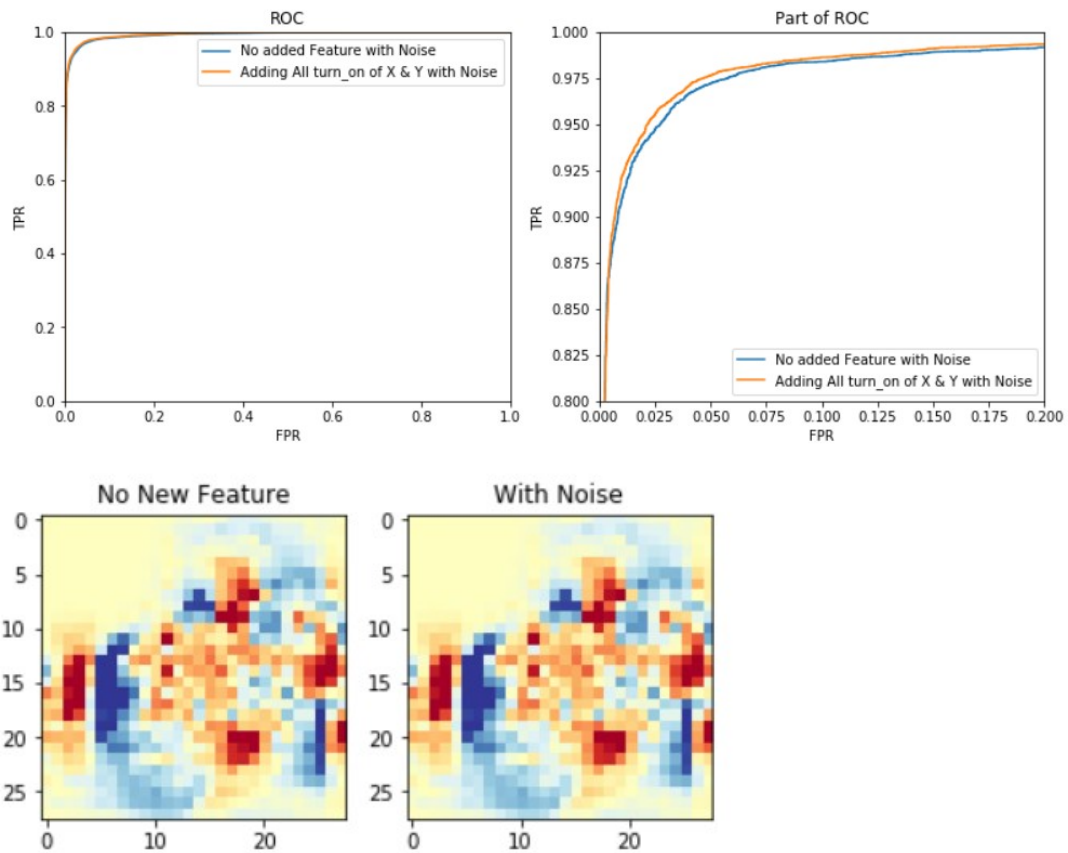 ROC
1.0
0.8
0.6
0.4
0.2
0.0
TPR
0.0 0.2 0.4 0.6 0.8 1.0
FPR
No added Feature with Noise
Adding All turn_on of X & Y with Noise
Part of ROC
1.000
0.975
0.950
0.925
0.900
0.875
0.850
0.825
0.800
TPR
0.000 0.025 0.050 0.075 0.100 0.125 0.150 0.175 0.200
FPR
No added Feature with Noise
Adding All turn_on of X & Y with Noise
No New Feature
0
5
10
15
20
25
0 10 20
With Noise
0
5
10
15
20
25
0 10 20